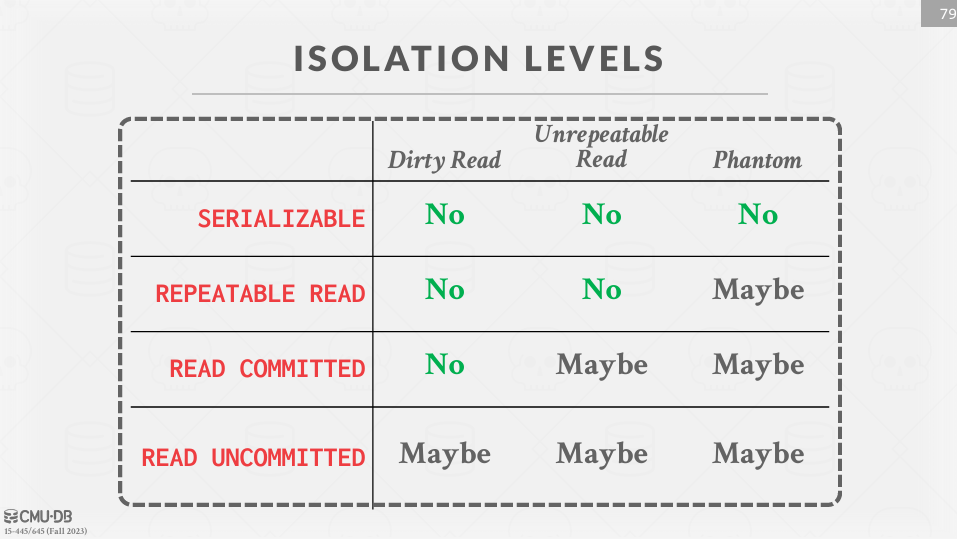 79
ISOLATION LEVELS
Dirty Read
Unrepeatable
Read
Phantom
SERIALIZABLE No No No
REPEATABLE READ No No Maybe
READ COMMITTED No Maybe Maybe
READ UNCOMMITTED Maybe Maybe Maybe
CMU·DB
15-445/645 (Fall 2023)